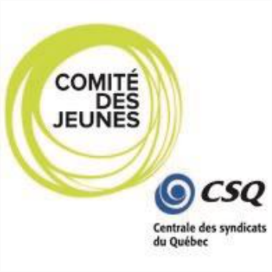 COMITÉ
DES
JEUNES
CSQ
Centrale des syndicats
du Québec